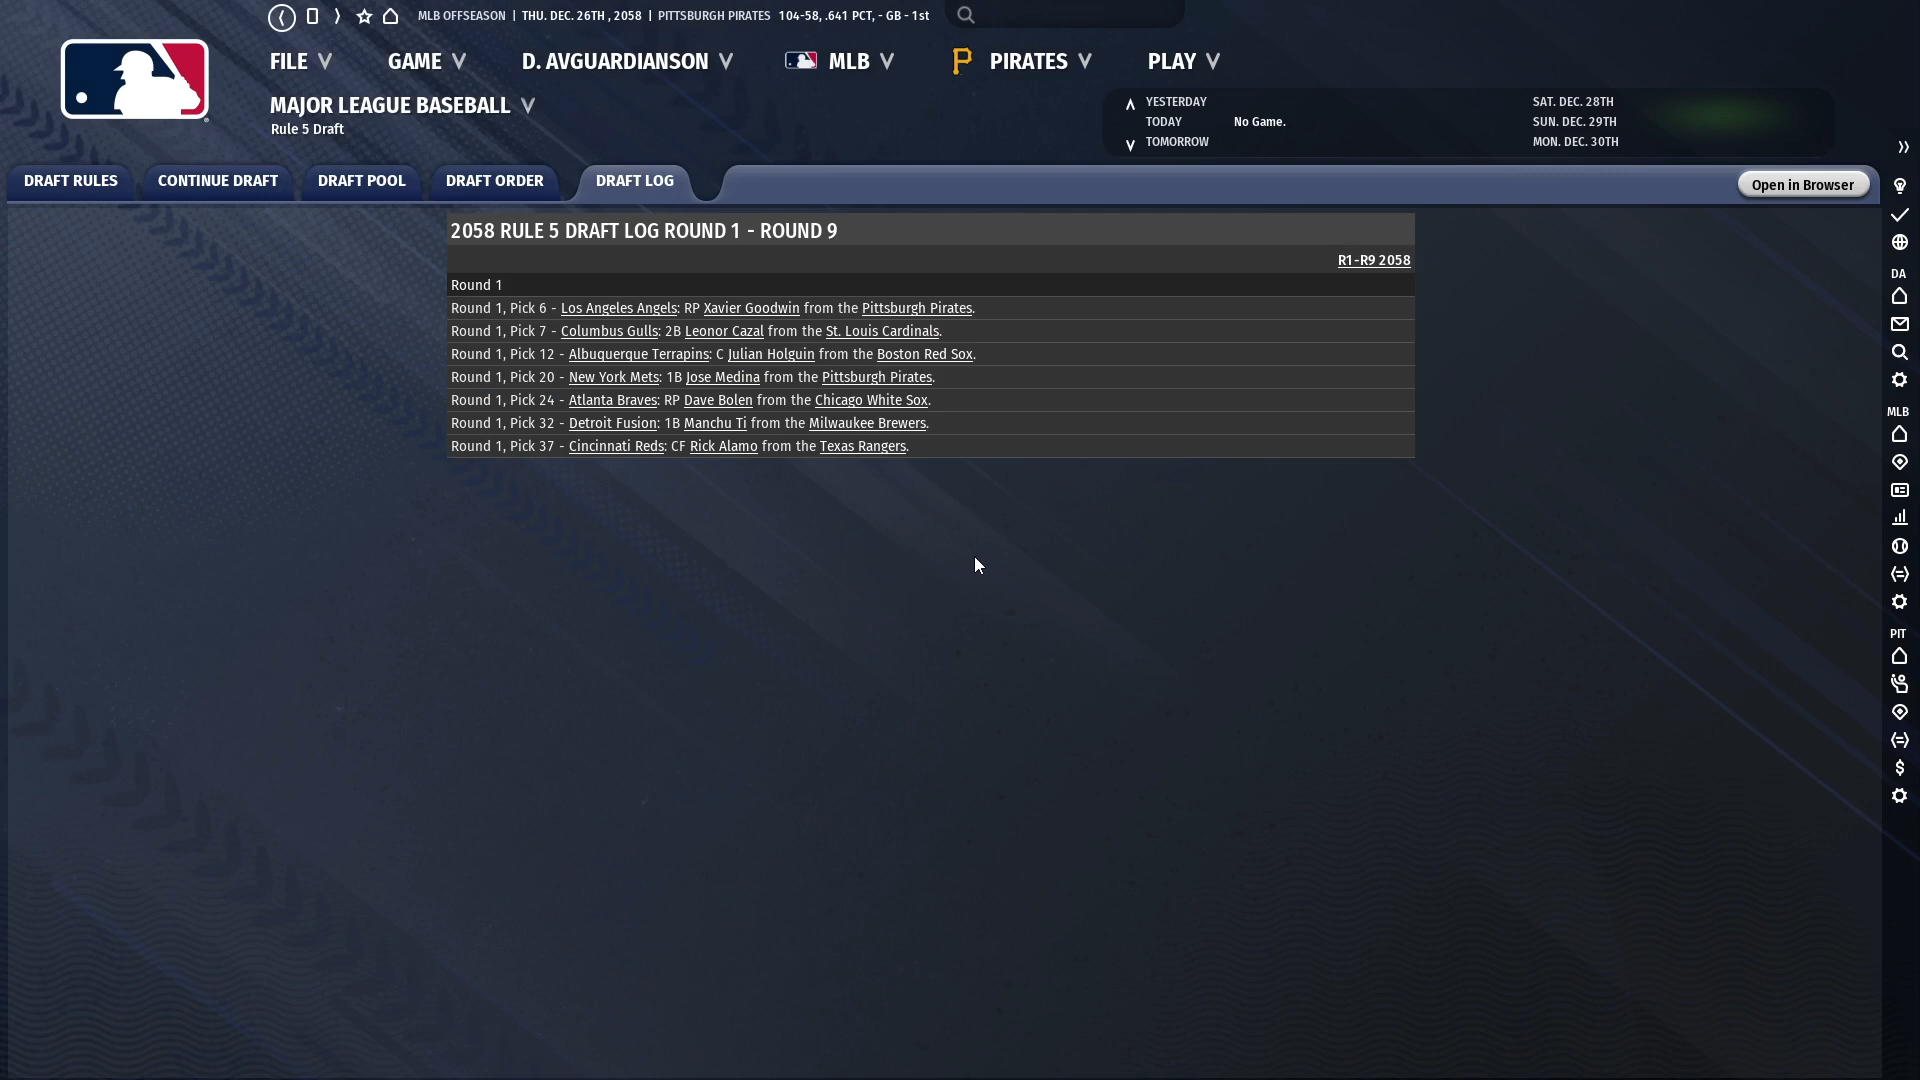 MLB OFFSEASON | THU. DEC. 26TH , 2058 | PITTSBURGH PIRATES 104-58, .641 PCT, - GB - 1st
FILE GAME D. AVGUARDIANSON MLB PIRATES PLAY
MAJOR LEAGUE BASEBALL
Rule 5 Draft
YESTERDAY SAT. DEC. 28TH
TODAY No Game. SUN. DEC. 29TH
TOMORROW MON. DEC. 30TH
DRAFT RULES CONTINUE DRAFT DRAFT POOL DRAFT ORDER DRAFT LOG Open in Browser
2058 RULE 5 DRAFT LOG ROUND 1 - ROUND 9
R1-R9 2058
Round 1
Round 1, Pick 6 - Los Angeles Angels: RP Xavier Goodwin from the Pittsburgh Pirates.
Round 1, Pick 7 - Columbus Gulls: 2B Leonor Cazal from the St. Louis Cardinals.
Round 1, Pick 12 - Albuquerque Terrapins: C Julian Holguin from the Boston Red Sox.
Round 1, Pick 20 - New York Mets: 1B Jose Medina from the Pittsburgh Pirates.
Round 1, Pick 24 - Atlanta Braves: RP Dave Bolen from the Chicago White Sox.
Round 1, Pick 32 - Detroit Fusion: 1B Manchu Ti from the Milwaukee Brewers.
Round 1, Pick 37 - Cincinnati Reds: CF Rick Alamo from the Texas Rangers.
DA
MLB
PIT